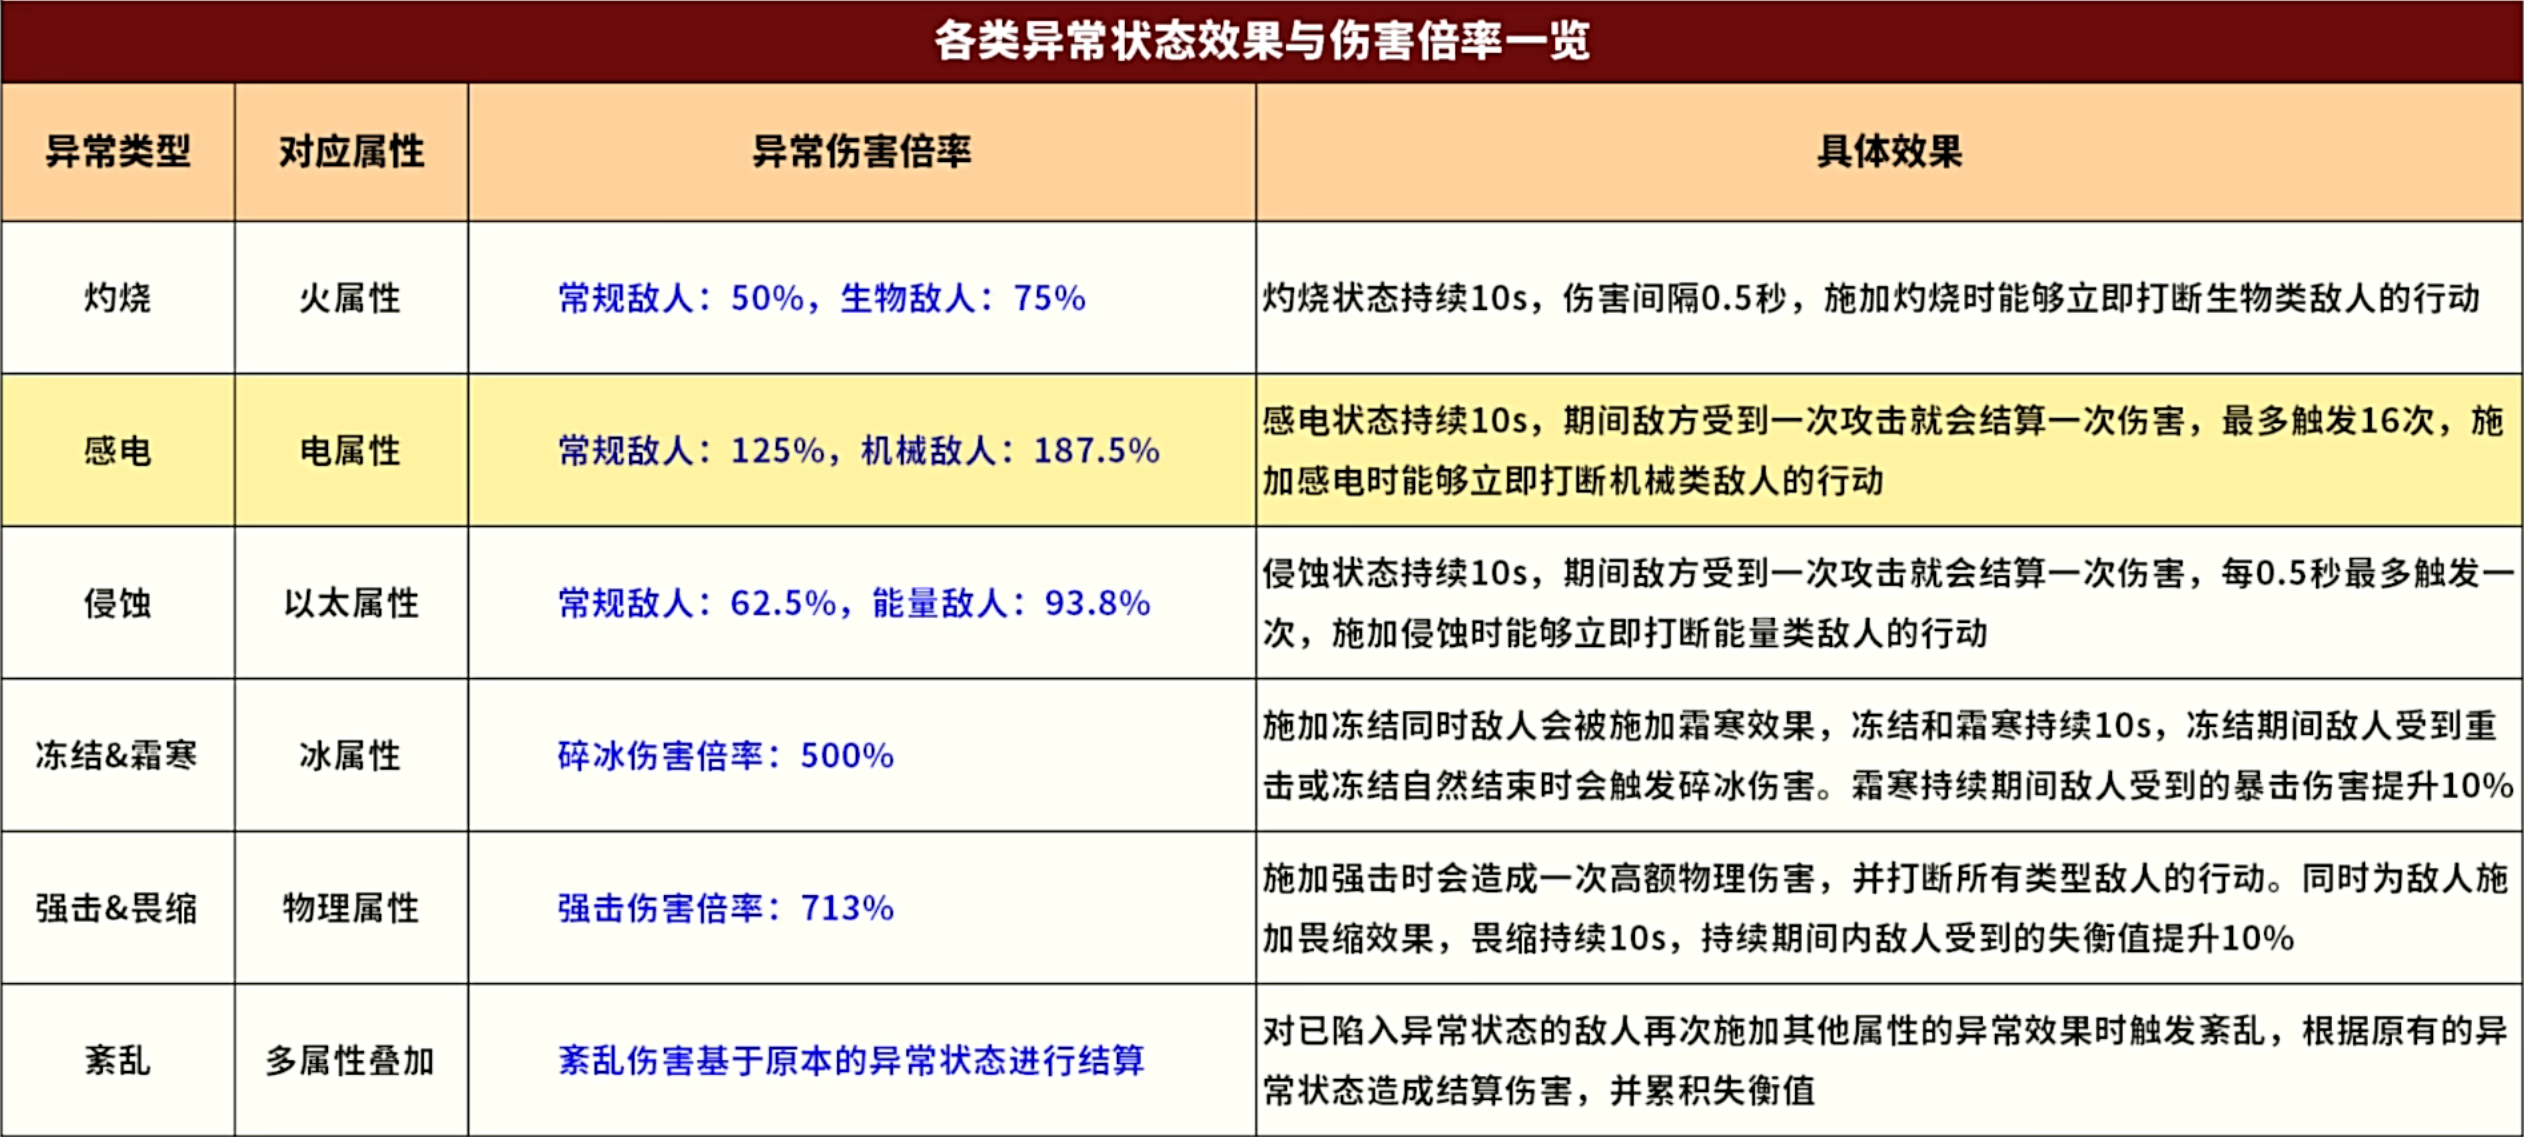 各类异常状态效果与伤害倍率一览
异常类型 对应属性 异常伤害倍率 具体效果
灼烧 火属性 常规敌人：50%，生物敌人：75% 灼烧状态持续10s，伤害间隔0.5秒，施加灼烧时能够立即打断生物类敌人的行动
感电 电属性 常规敌人：125%，机械敌人：187.5% 感电状态持续10s，期间敌方受到一次攻击就会结算一次伤害，最多触发16次，施
加感电时能够立即打断机械类敌人的行动
侵蚀 以太属性 常规敌人：62.5%，能量敌人：93.8% 侵蚀状态持续10s，期间敌方受到一次攻击就会结算一次伤害，每0.5秒最多触发一
次，施加侵蚀时能够立即打断能量类敌人的行动
冻结&霜寒 冰属性 碎冰伤害倍率：500% 施加冻结同时敌人会被施加霜寒效果，冻结和霜寒持续10s，冻结期间敌人受到重
击或冻结自然结束时会触发碎冰伤害。霜寒持续期间敌人受到的暴击伤害提升10%
强击&畏缩 物理属性 强击伤害倍率：713% 施加强击时会造成一次高额物理伤害，并打断所有类型敌人的行动。同时为敌人施
加畏缩效果，畏缩持续10s，持续期间内敌人受到的失衡值提升10%
紊乱 多属性叠加 紊乱伤害基于原本的异常状态进行结算 对已陷入异常状态的敌人再次施加其他属性的异常效果时触发紊乱，根据原有的异
常状态造成结算伤害，并累积失衡值